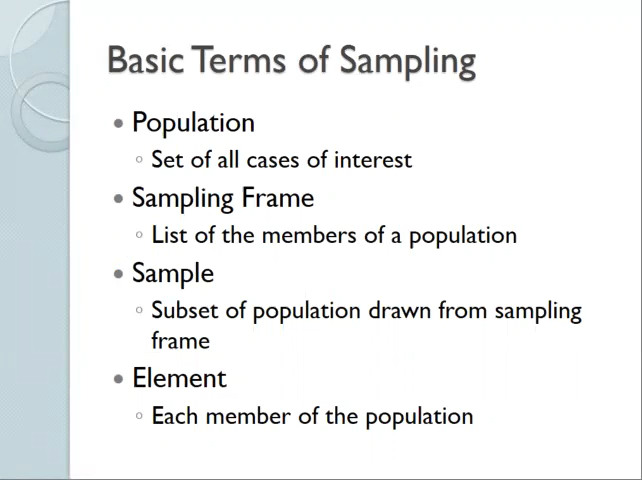 Basic Terms of Sampling
• Population
◦ Set of all cases of interest
• Sampling Frame
◦ List of the members of a population
• Sample
◦ Subset of population drawn from sampling
frame
• Element
◦ Each member of the population